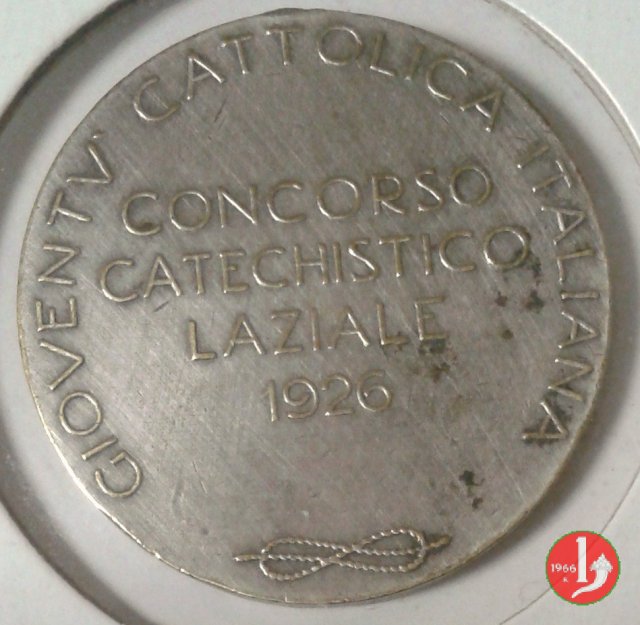 GIOVENTV' CATTOLICA ITALIANA
CONCORSO
CATECHISTICO
LAZIALE
1926
1966
K.